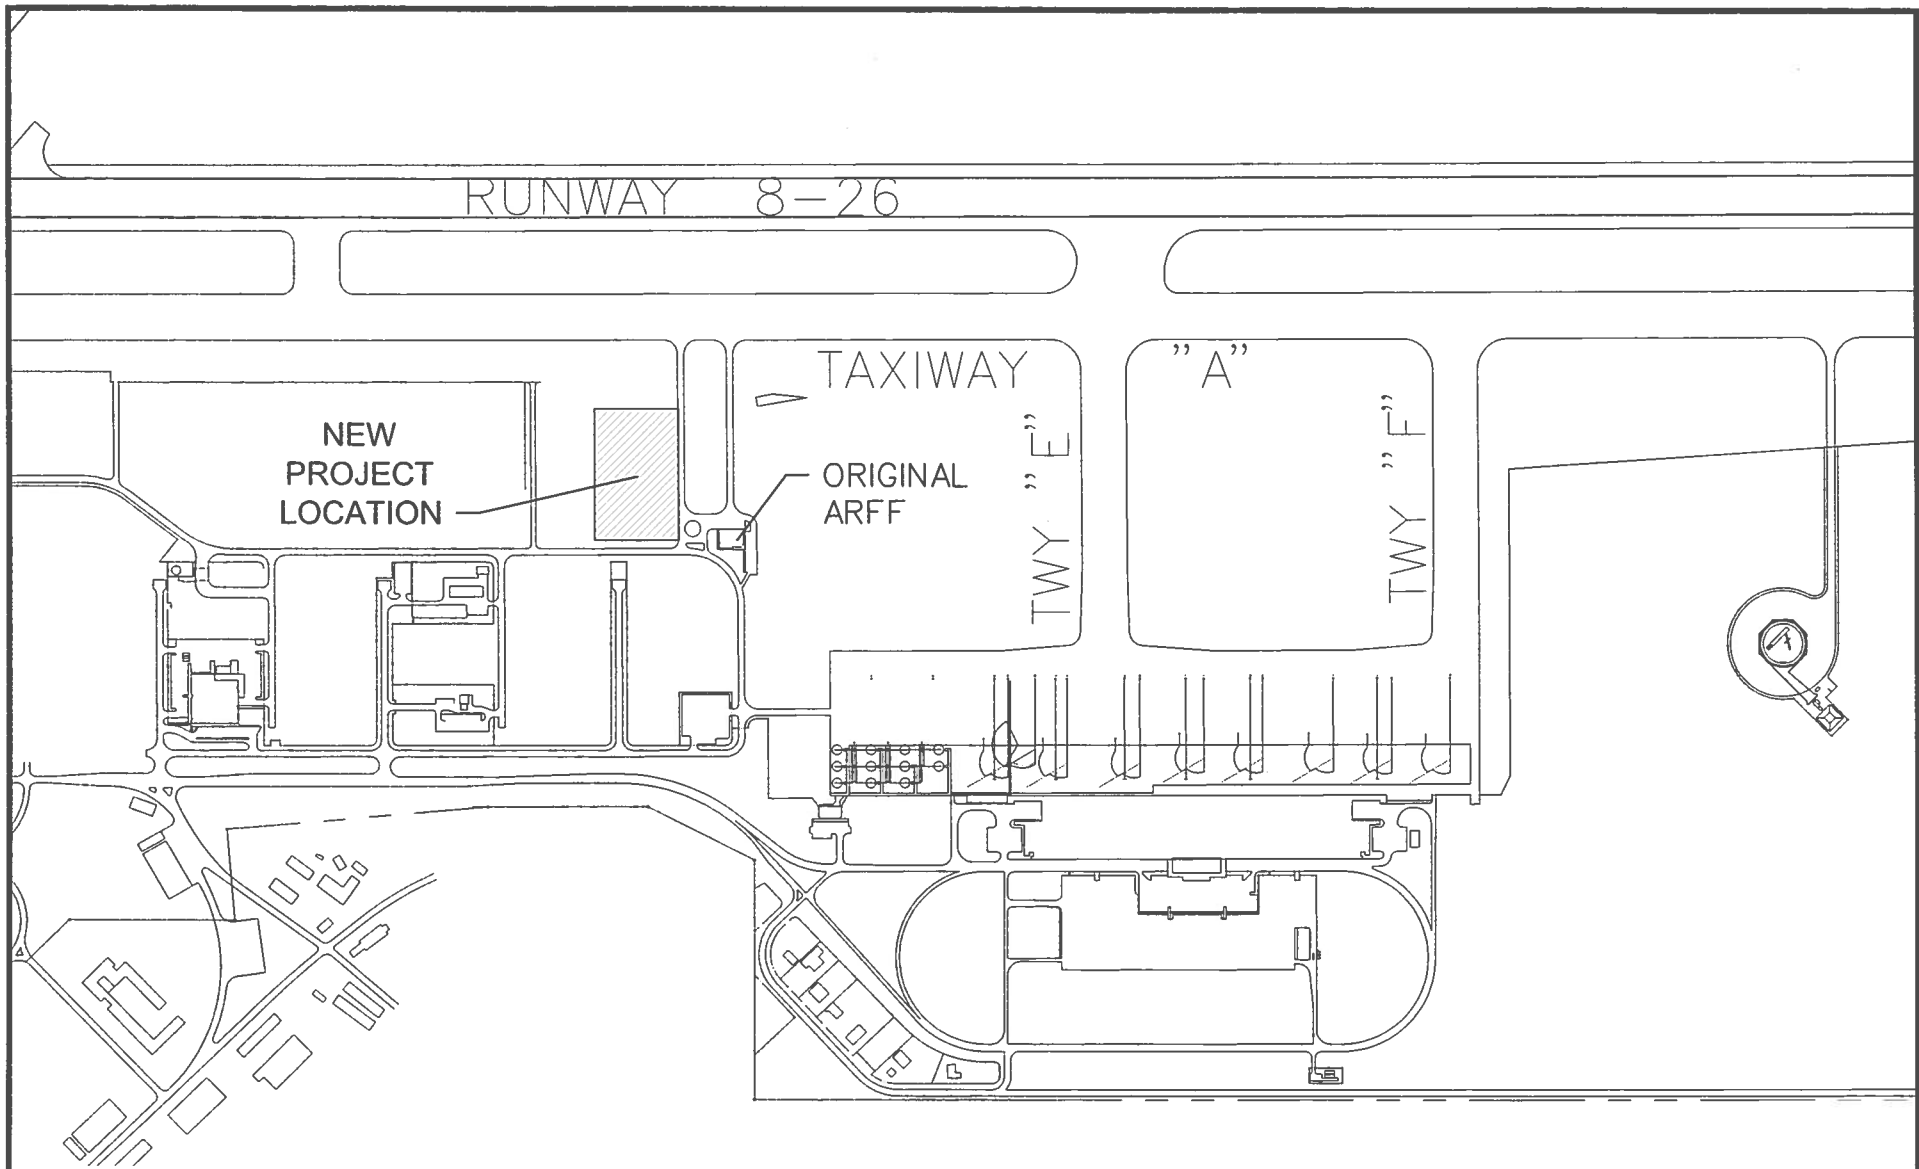 RUNWAY 8-26
TAXIWAY "A"
NEW
PROJECT
LOCATION
ORIGINAL
ARFF
TWY "E"
TWY "F"